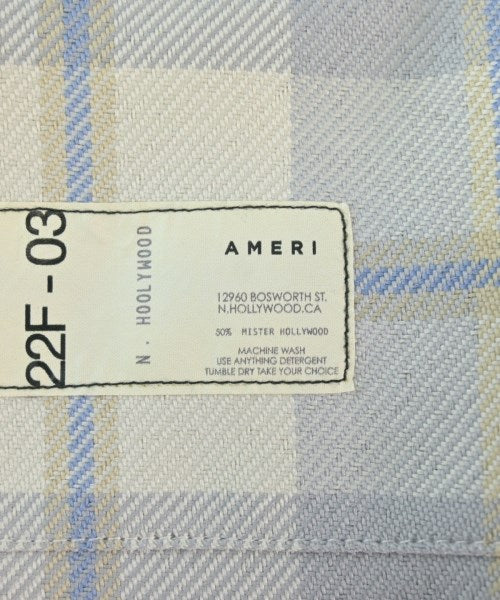 22F-03
N. HOOLYWOOD
AMERI
12960 BOSWORTH ST.
N.HOLLYWOOD.CA
50% MISTER HOLLYWOOD
MACHINE WASH
USE ANYTHING DETERGENT
TUMBLE DRY TAKE YOUR CHOICE